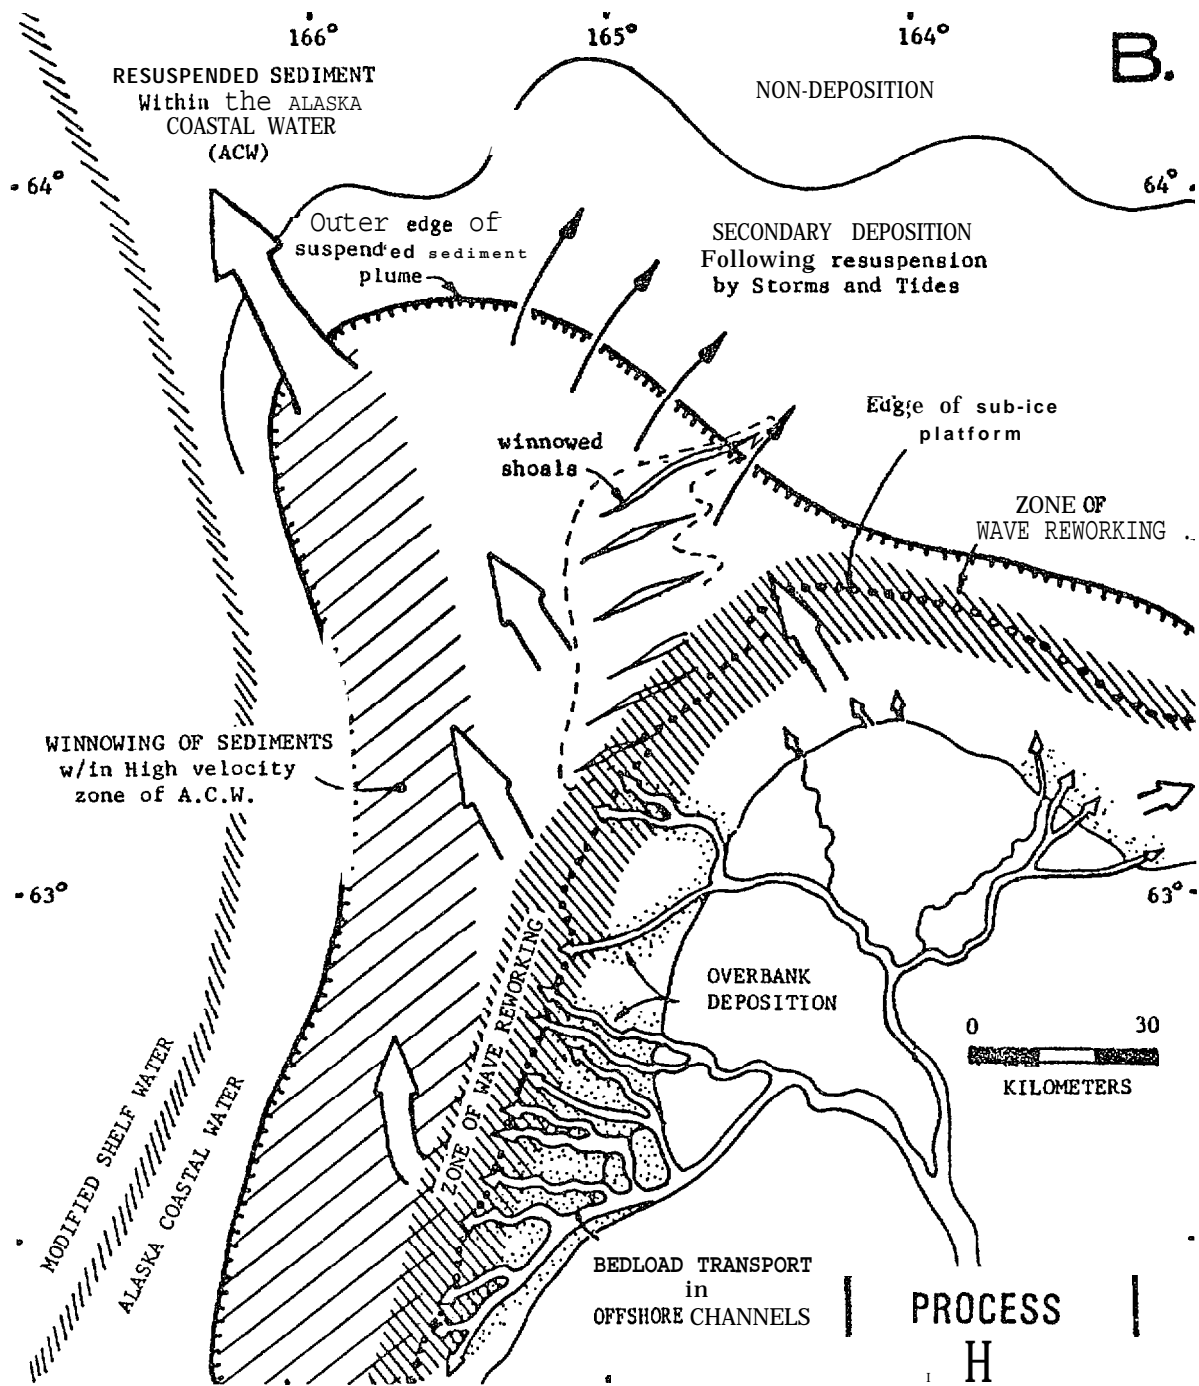 166°
165°
164°
B.
RESUSPENDED SEDIMENT
Within the ALASKA
COASTAL WATER
(ACW)
NON-DEPOSITION
64°
64°
Outer edge of
suspended sediment
plume
SECONDARY DEPOSITION
Following resuspension
by Storms and Tides
winnowed
shoals
Edge of sub-ice
platform
ZONE OF
WAVE REWORKING
WINNOWING OF SEDIMENTS
w/in High velocity
zone of A.C.W.
63°
63°
ZONE OF WAVE REWORKING
OVERBANK
DEPOSITION
0 30
KILOMETERS
MODIFIED SHELF WATER
ALASKA COASTAL WATER
BEDLOAD TRANSPORT
in
OFFSHORE CHANNELS
PROCESS
H